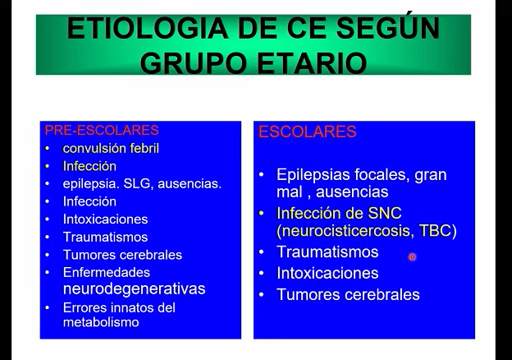 ETIOLOGIA DE CE SEGÚN
GRUPO ETARIO
PRE-ESCOLARES
convulsión febril
Infección
epilepsia. SLG, ausencias.
Infección
Intoxicaciones
Traumatismos
Tumores cerebrales
Enfermedades
neurodegenerativas
Errores innatos del
metabolismo
ESCOLARES
Epilepsias focales, gran
mal , ausencias
Infección de SNC
(neurocisticercosis, TBC)
Traumatismos
Intoxicaciones
Tumores cerebrales